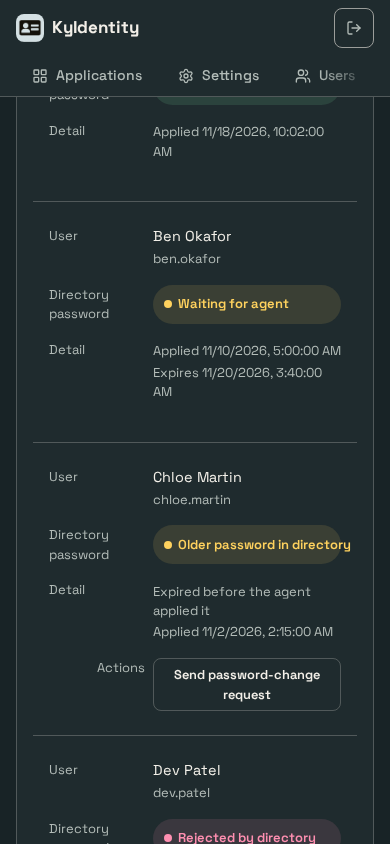 KyIdentity
Applications
Settings
Users
password
Detail
Applied 11/18/2026, 10:02:00
AM
User
Ben Okafor
ben.okafor
Directory
password
Waiting for agent
Detail
Applied 11/10/2026, 5:00:00 AM
Expires 11/20/2026, 3:40:00
AM
User
Chloe Martin
chloe.martin
Directory
password
Older password in directory
Detail
Expired before the agent
applied it
Applied 11/2/2026, 2:15:00 AM
Actions
Send password-change
request
User
Dev Patel
dev.patel
Directory
Rejected by directory